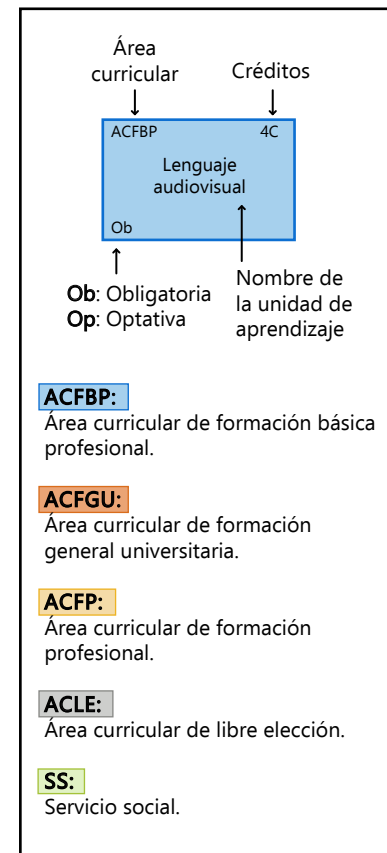 Área
curricular
Créditos
ACFBP
4C
Lenguaje
audiovisual
Ob
Ob: Obligatoria
Op: Optativa
Nombre de
la unidad de
aprendizaje
ACFBP:
Área curricular de formación básica
profesional.
ACFGU:
Área curricular de formación
general universitaria.
ACFP:
Área curricular de formación
profesional.
ACLE:
Área curricular de libre elección.
SS:
Servicio social.